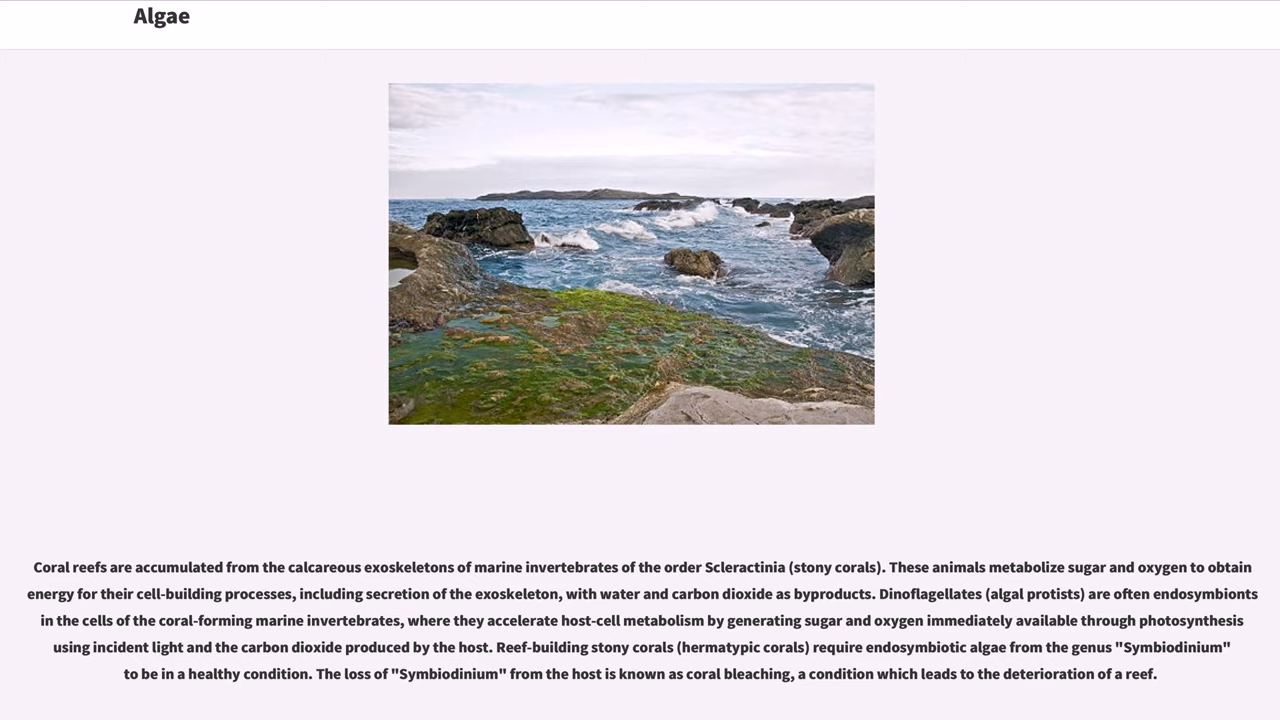 Algae
Coral reefs are accumulated from the calcareous exoskeletons of marine invertebrates of the order Scleractinia (stony corals). These animals metabolize sugar and oxygen to obtain
energy for their cell-building processes, including secretion of the exoskeleton, with water and carbon dioxide as byproducts. Dinoflagellates (algal protists) are often endosymbionts
in the cells of the coral-forming marine invertebrates, where they accelerate host-cell metabolism by generating sugar and oxygen immediately available through photosynthesis
using incident light and the carbon dioxide produced by the host. Reef-building stony corals (hermatypic corals) require endosymbiotic algae from the genus "Symbiodinium"
to be in a healthy condition. The loss of "Symbiodinium" from the host is known as coral bleaching, a condition which leads to the deterioration of a reef.